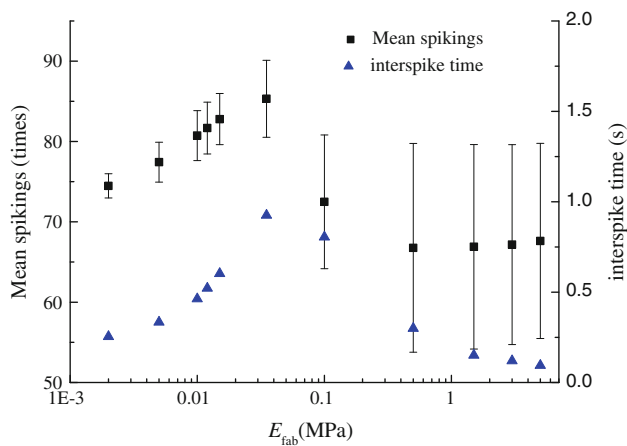 Mean spikings
interspike time
Mean spikings (times)
90
80
70
60
50
2.0
1.5
1.0
0.5
0.0
interspike time (s)
1E-3
0.01
0.1
1
E_fab(MPa)